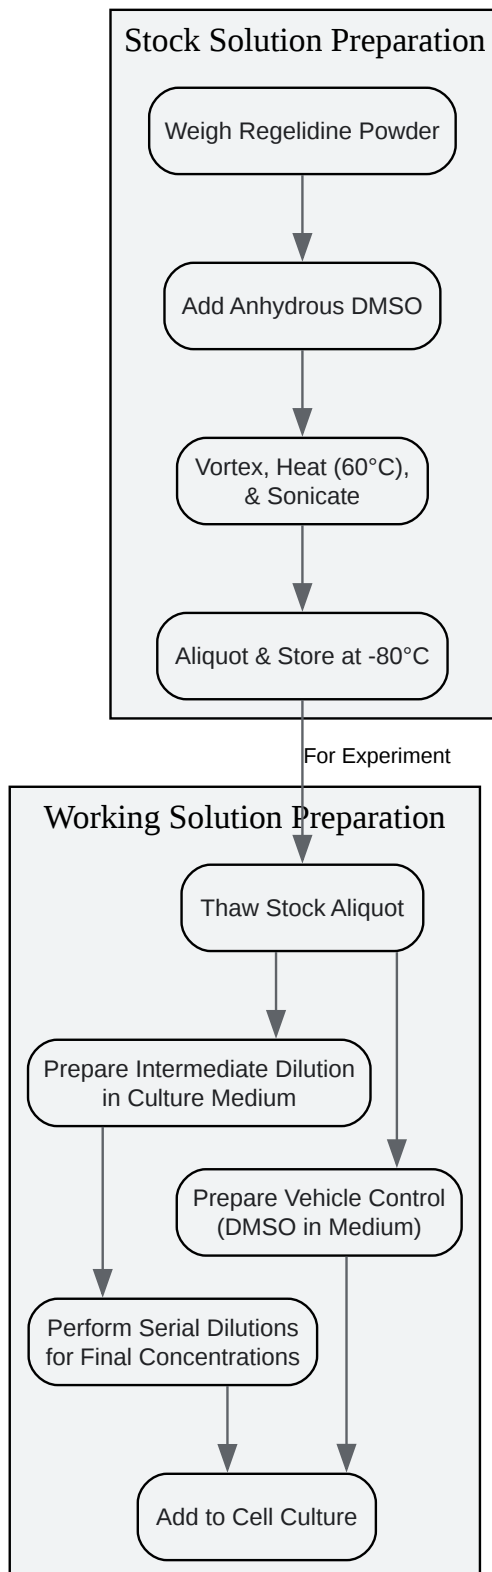 Stock Solution Preparation
Weigh Regelidine Powder
Add Anhydrous DMSO
Vortex, Heat (60°C),
& Sonicate
Aliquot & Store at -80°C
For Experiment
Working Solution Preparation
Thaw Stock Aliquot
Prepare Intermediate Dilution
in Culture Medium
Prepare Vehicle Control
(DMSO in Medium)
Perform Serial Dilutions
for Final Concentrations
Add to Cell Culture